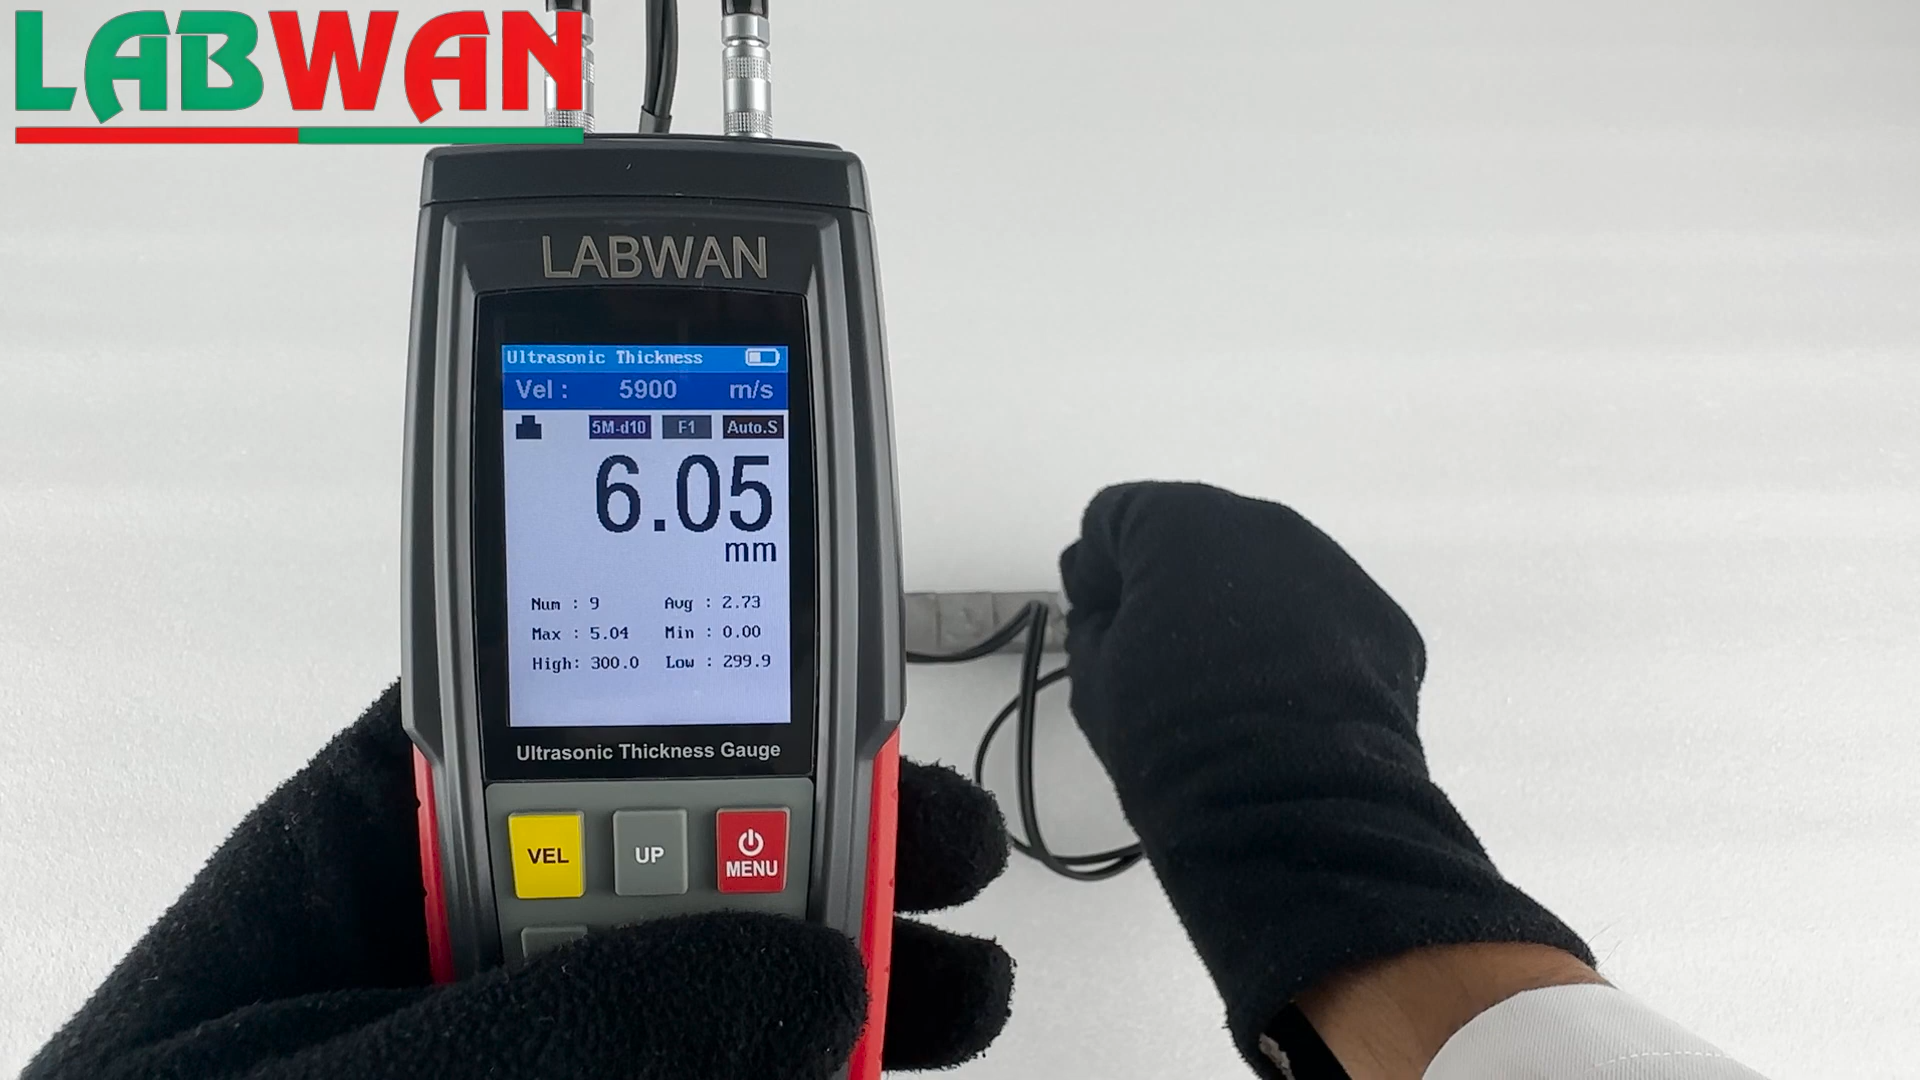 LABWAN
LABWAN
Ultrasonic Thickness
Vel : 5900 m/s
5M-d10 F1 Auto.S
6.05
mm
Num : 9 Avg : 2.73
Max : 5.04 Min : 0.00
High: 300.0 Low : 299.9
Ultrasonic Thickness Gauge
VEL UP MENU